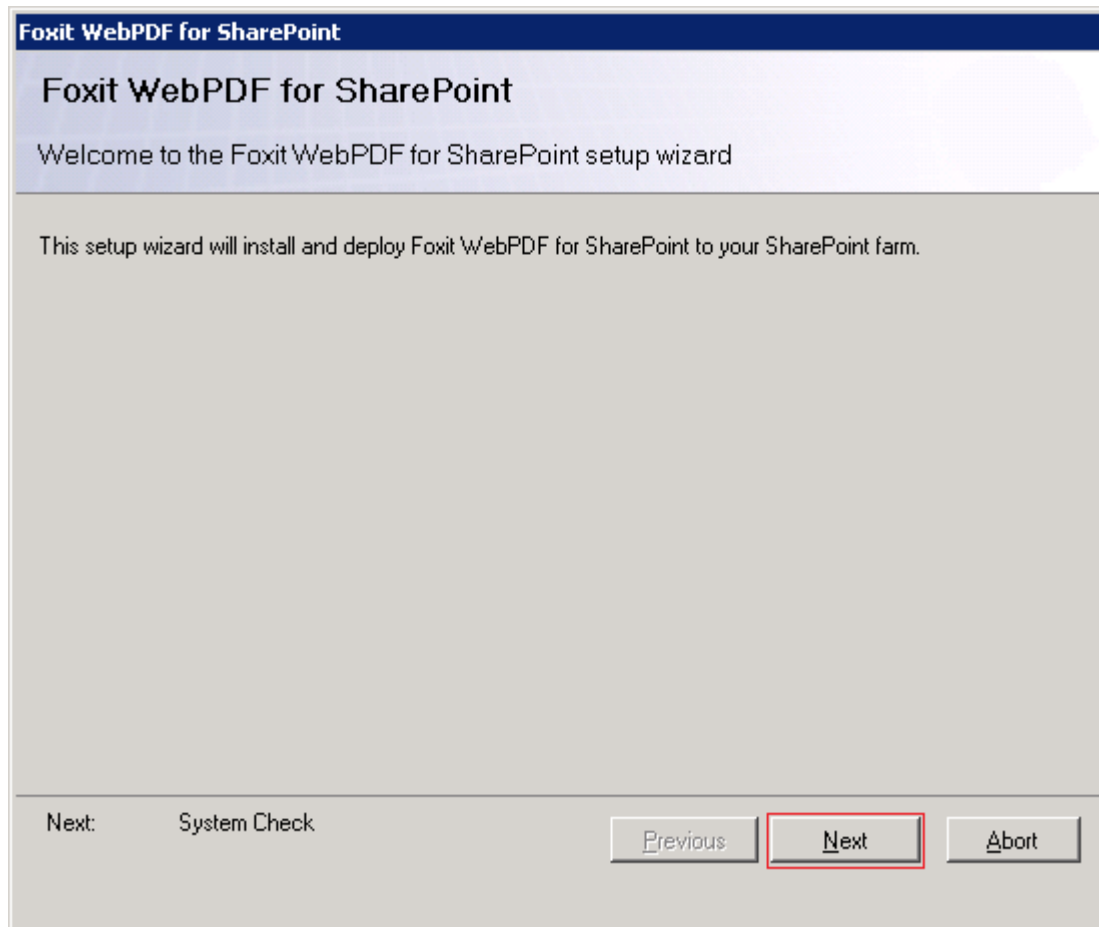 Foxit WebPDF for SharePoint
Foxit WebPDF for SharePoint
Welcome to the Foxit WebPDF for SharePoint setup wizard
This setup wizard will install and deploy Foxit WebPDF for SharePoint to your SharePoint farm.
Next: System Check
Previous Next Abort